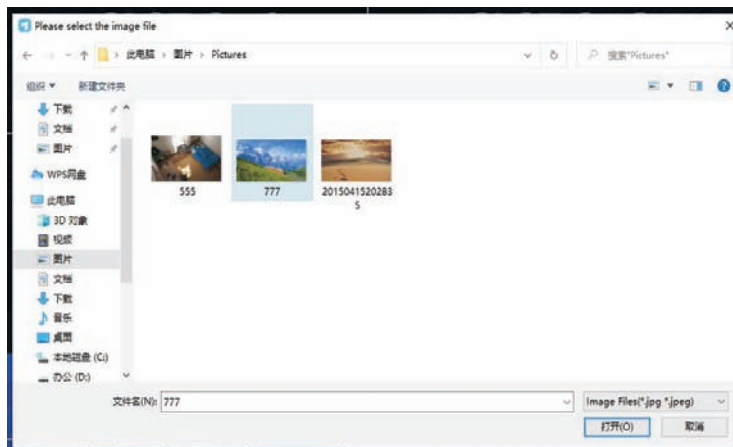 Please select the image file
此电脑 › 图片 › Pictures
搜索"Pictures"
组织 新建文件夹
下载
文档
图片
WPS网盘
此电脑
3D 对象
视频
图片
文档
下载
音乐
桌面
本地磁盘 (C:)
办公 (D:)
555
777
2015041520283
5
文件名(N): 777
Image Files(*.jpg *.jpeg)
打开(O) 取消